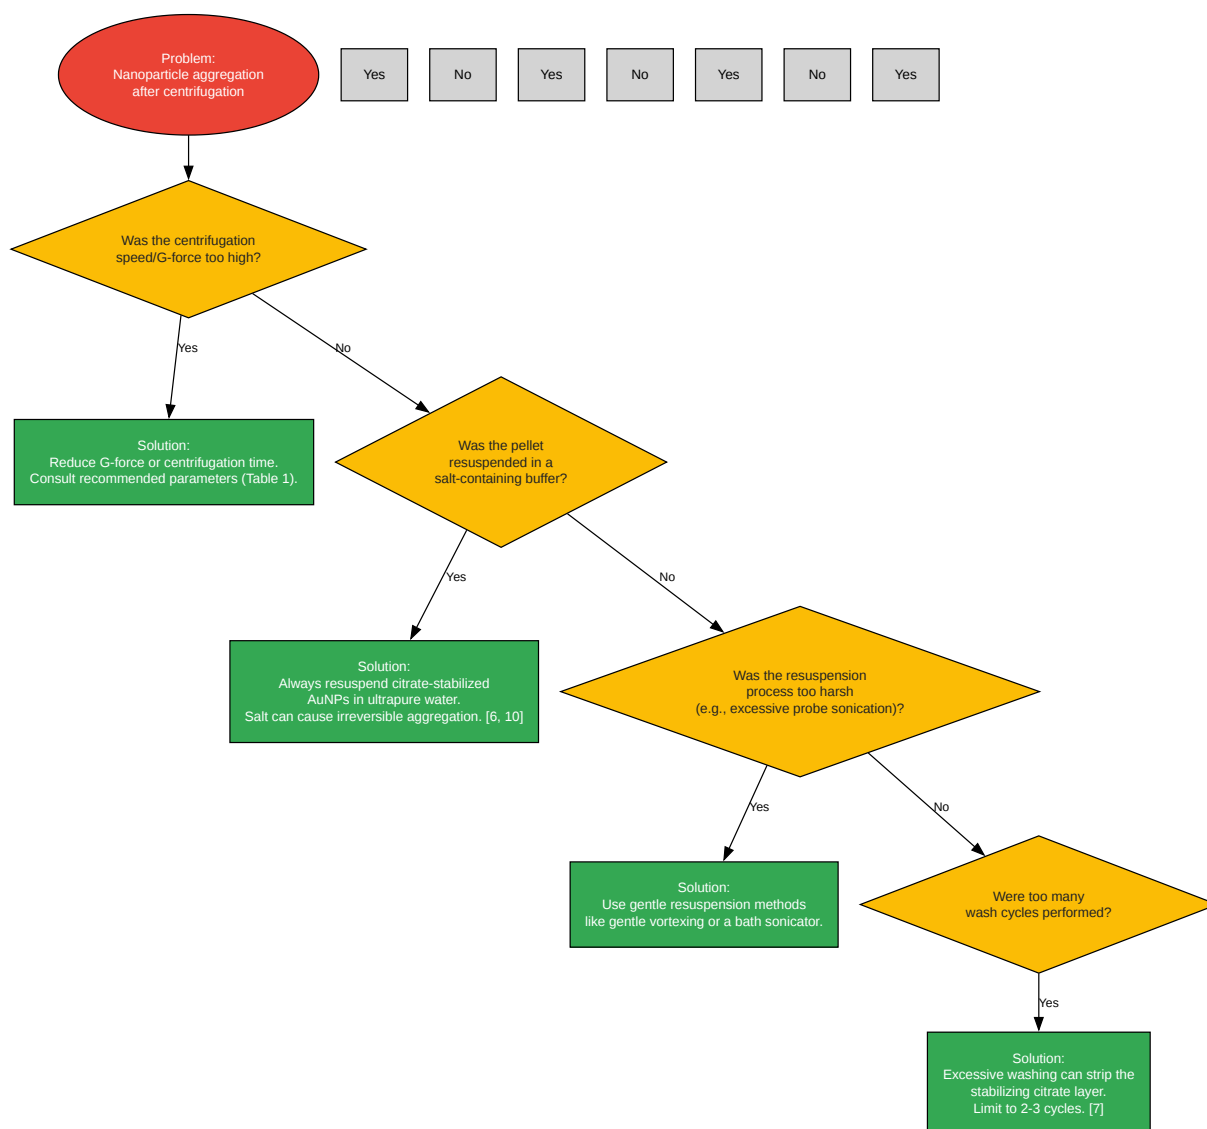 Problem:
Nanoparticle aggregation
after centrifugation
Yes
No
Yes
No
Yes
No
Yes
Was the centrifugation
speed/G-force too high?
Yes
No
Solution:
Reduce G-force or centrifugation time.
Consult recommended parameters (Table 1).
Was the pellet
resuspended in a
salt-containing buffer?
Yes
No
Solution:
Always resuspend citrate-stabilized
AuNPs in ultrapure water.
Salt can cause irreversible aggregation. [6, 10]
Was the resuspension
process too harsh
(e.g., excessive probe sonication)?
Yes
No
Solution:
Use gentle resuspension methods
like gentle vortexing or a bath sonicator.
Were too many
wash cycles performed?
Yes
Solution:
Excessive washing can strip the
stabilizing citrate layer.
Limit to 2-3 cycles. [7]